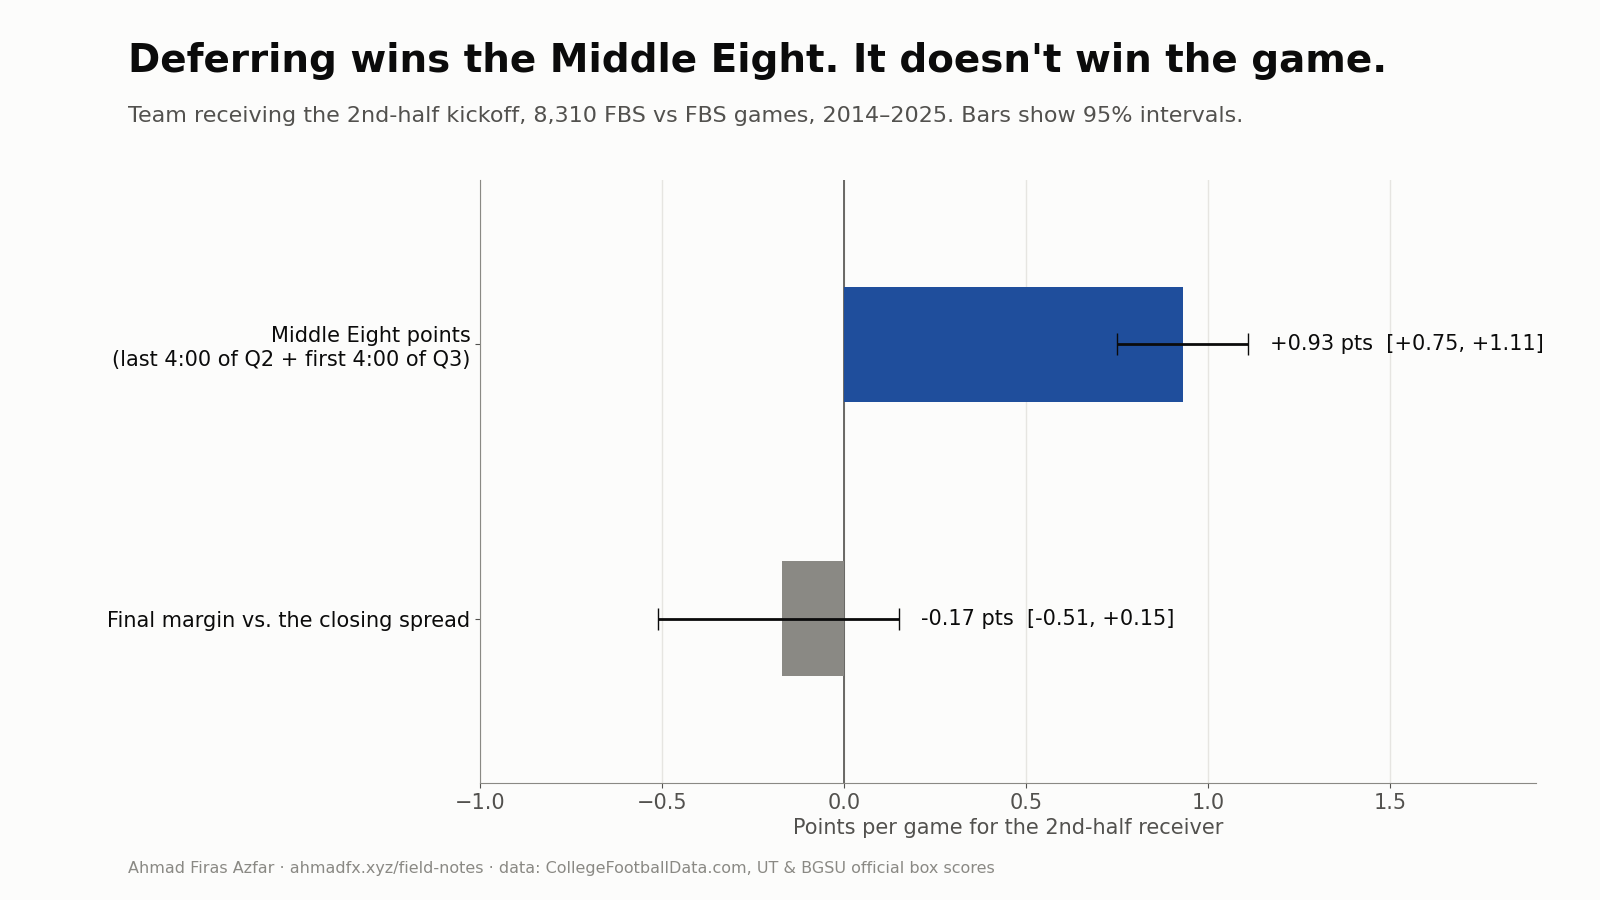 Deferring wins the Middle Eight. It doesn't win the game.
Team receiving the 2nd-half kickoff, 8,310 FBS vs FBS games, 2014–2025. Bars show 95% intervals.
Middle Eight points
(last 4:00 of Q2 + first 4:00 of Q3)
+0.93 pts  [+0.75, +1.11]
Final margin vs. the closing spread
-0.17 pts  [-0.51, +0.15]
−1.0 −0.5 0.0 0.5 1.0 1.5
Points per game for the 2nd-half receiver
Ahmad Firas Azfar · ahmadfx.xyz/field-notes · data: CollegeFootballData.com, UT & BGSU official box scores